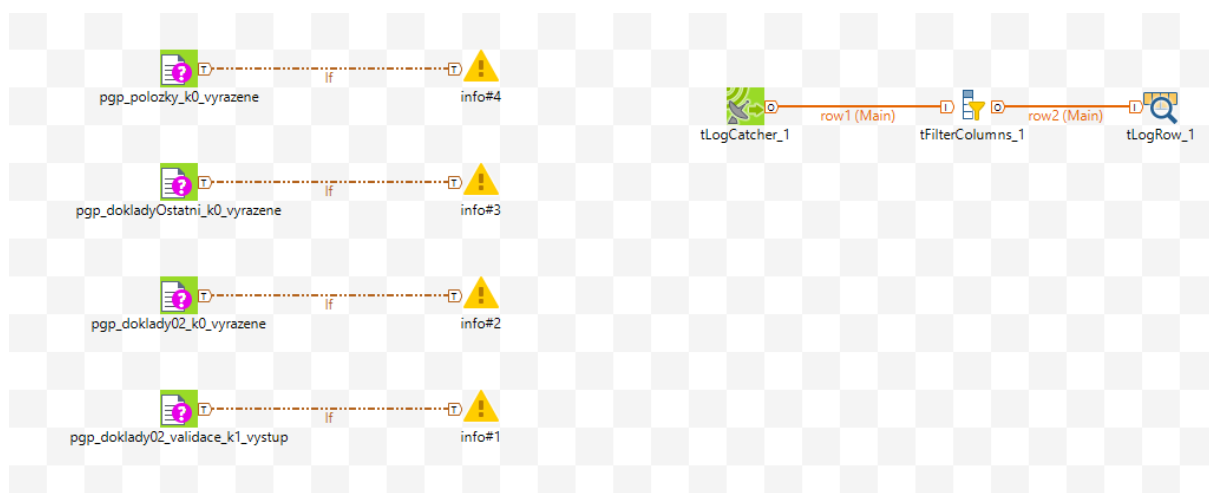 T
If
T
pgp_polozky_k0_vyrazene
info#4
O
row1 (Main)
I
O
row2 (Main)
I
tLogCatcher_1
tFilterColumns_1
tLogRow_1
T
If
T
pgp_dokladyOstatni_k0_vyrazene
info#3
T
If
T
pgp_doklady02_k0_vyrazene
info#2
T
If
T
pgp_doklady02_validace_k1_vystup
info#1